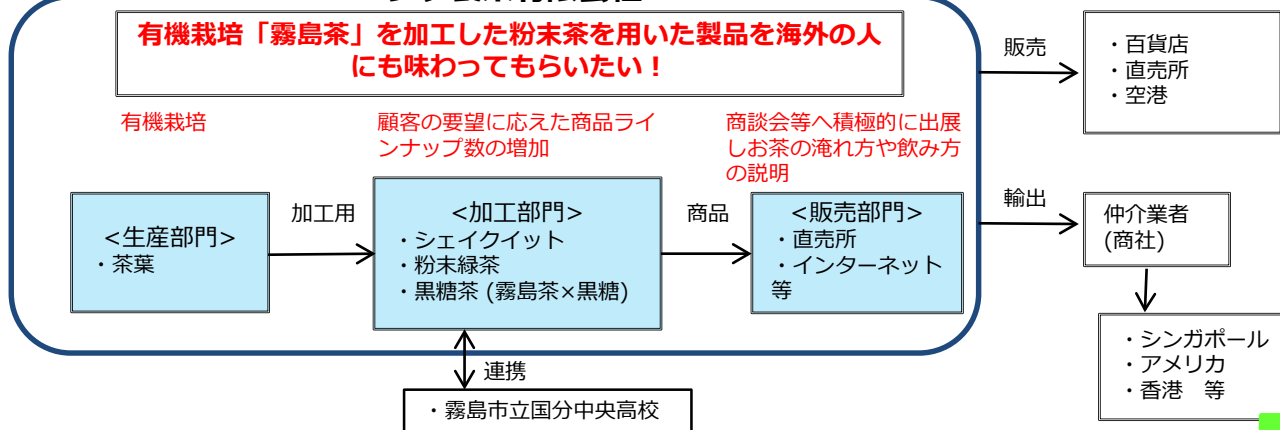 有機栽培「霧島茶」を加工した粉末茶を用いた製品を海外の人
にも味わってもらいたい！
販売
・百貨店
・直売所
・空港
有機栽培
顧客の要望に応えた商品ライ
ンナップ数の増加
商談会等へ積極的に出展
しお茶の淹れ方や飲み方
の説明
<生産部門>
・茶葉
加工用
<加工部門>
・シェイクイット
・粉末緑茶
・黒糖茶 (霧島茶×黒糖)
商品
<販売部門>
・直売所
・インターネット
等
輸出
仲介業者
(商社)
・シンガポール
・アメリカ
・香港　等
連携
・霧島市立国分中央高校